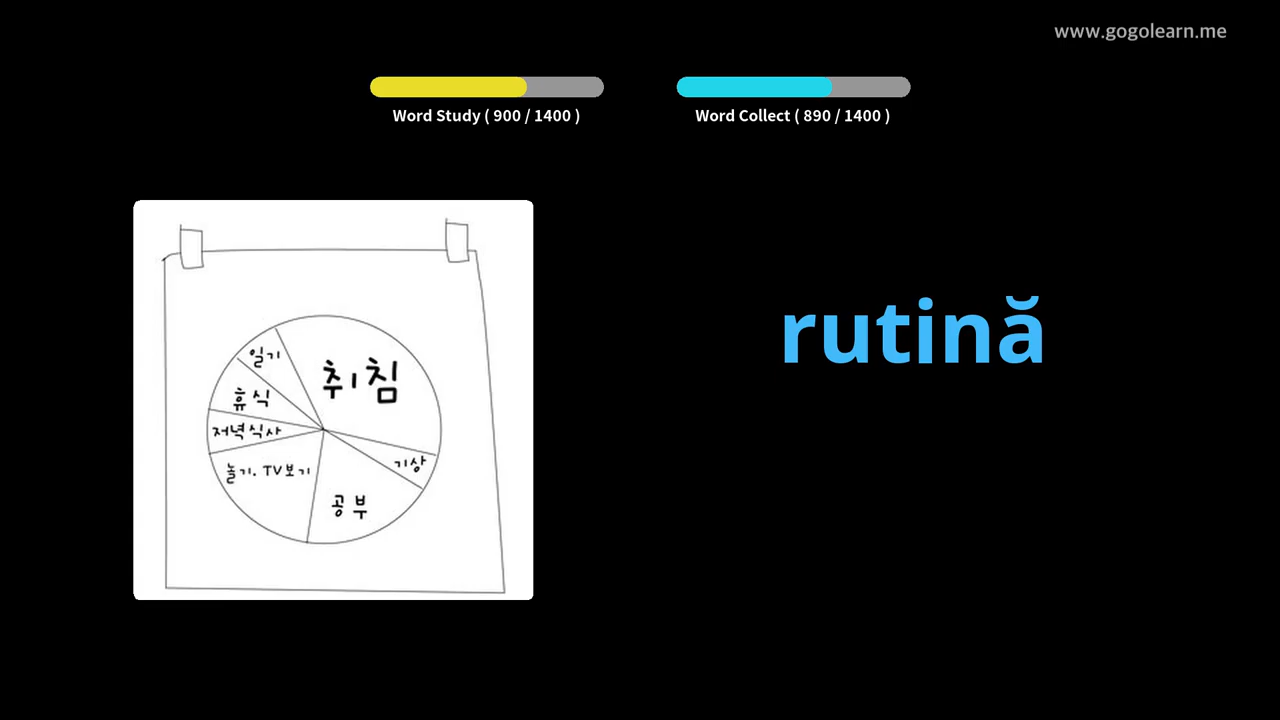 www.gogolearn.me
Word Study ( 900 / 1400 )
Word Collect ( 890 / 1400 )
일기
취침
휴식
저녁식사
놀기. TV보기
기상
공부
rutină